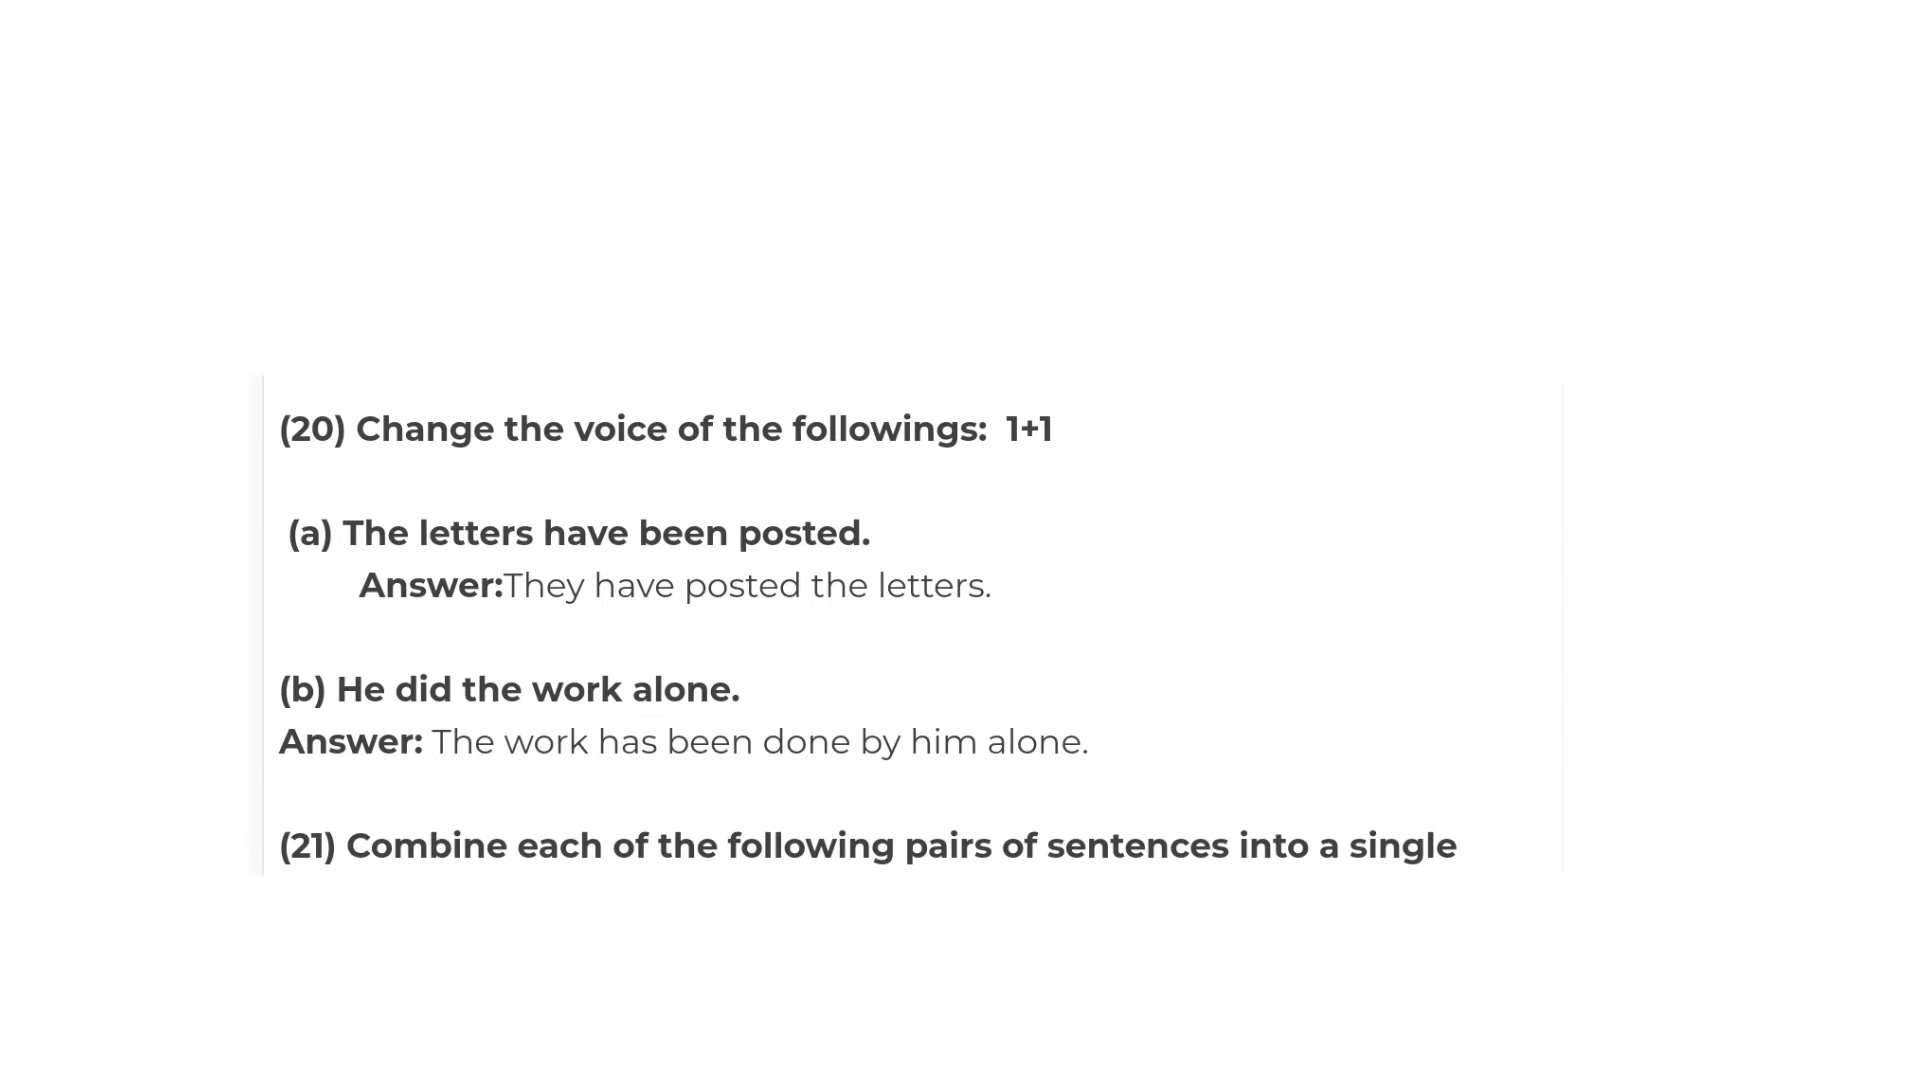 (20) Change the voice of the followings: 1+1
(a) The letters have been posted.
Answer:They have posted the letters.
(b) He did the work alone.
Answer: The work has been done by him alone.
(21) Combine each of the following pairs of sentences into a single